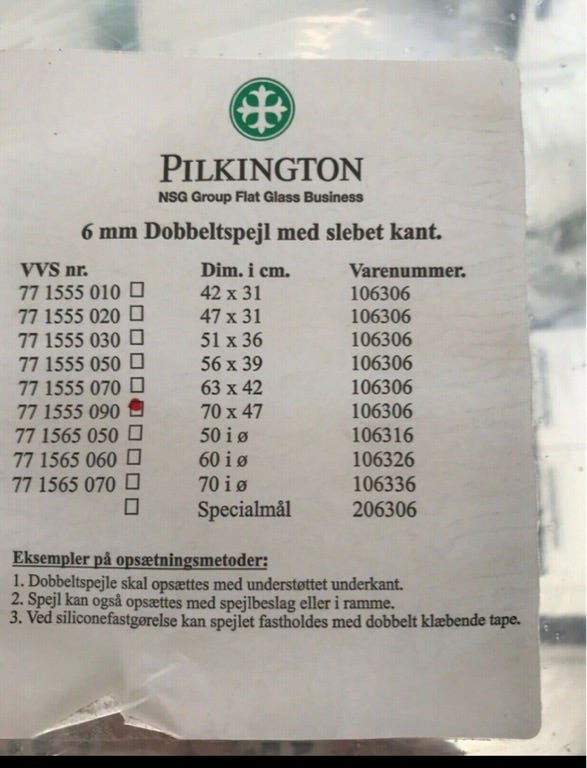 PILKINGTON
NSG Group Flat Glass Business
6 mm Dobbeltspejl med slebet kant.
VVS nr. Dim. i cm. Varenummer.
77 1555 010 42 x 31 106306
77 1555 020 47 x 31 106306
77 1555 030 51 x 36 106306
77 1555 050 56 x 39 106306
77 1555 070 63 x 42 106306
77 1555 090 70 x 47 106306
77 1565 050 50 i ø 106316
77 1565 060 60 i ø 106326
77 1565 070 70 i ø 106336
Specialmål 206306
Eksempler på opsætningsmetoder:
1. Dobbeltspejle skal opsættes med understøttet underkant.
2. Spejl kan også opsættes med spejlbeslag eller i ramme.
3. Ved siliconefastgørelse kan spejlet fastholdes med dobbelt klæbende tape.